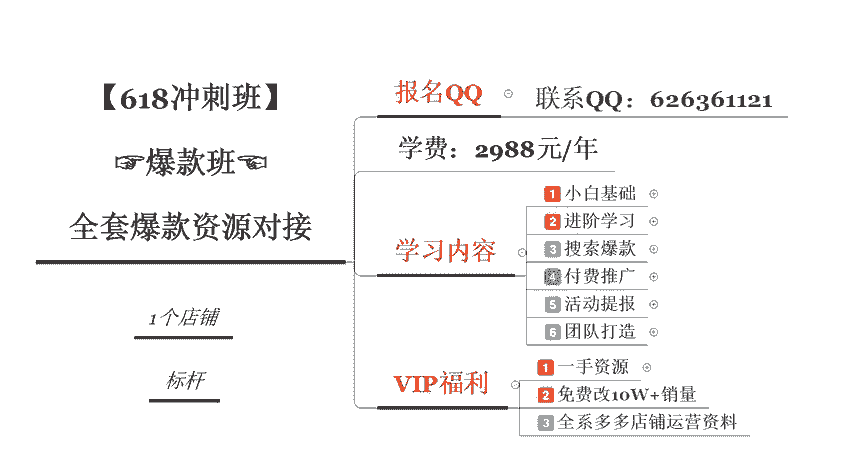 【618冲刺班】
☞爆款班☜
全套爆款资源对接
1个店铺
标杆
报名QQ
联系QQ：626361121
学费：2988元/年
学习内容
1 小白基础
2 进阶学习
3 搜索爆款
4 付费推广
5 活动提报
6 团队打造
VIP福利
1 一手资源
2 免费改10W+销量
3 全系多多店铺运营资料